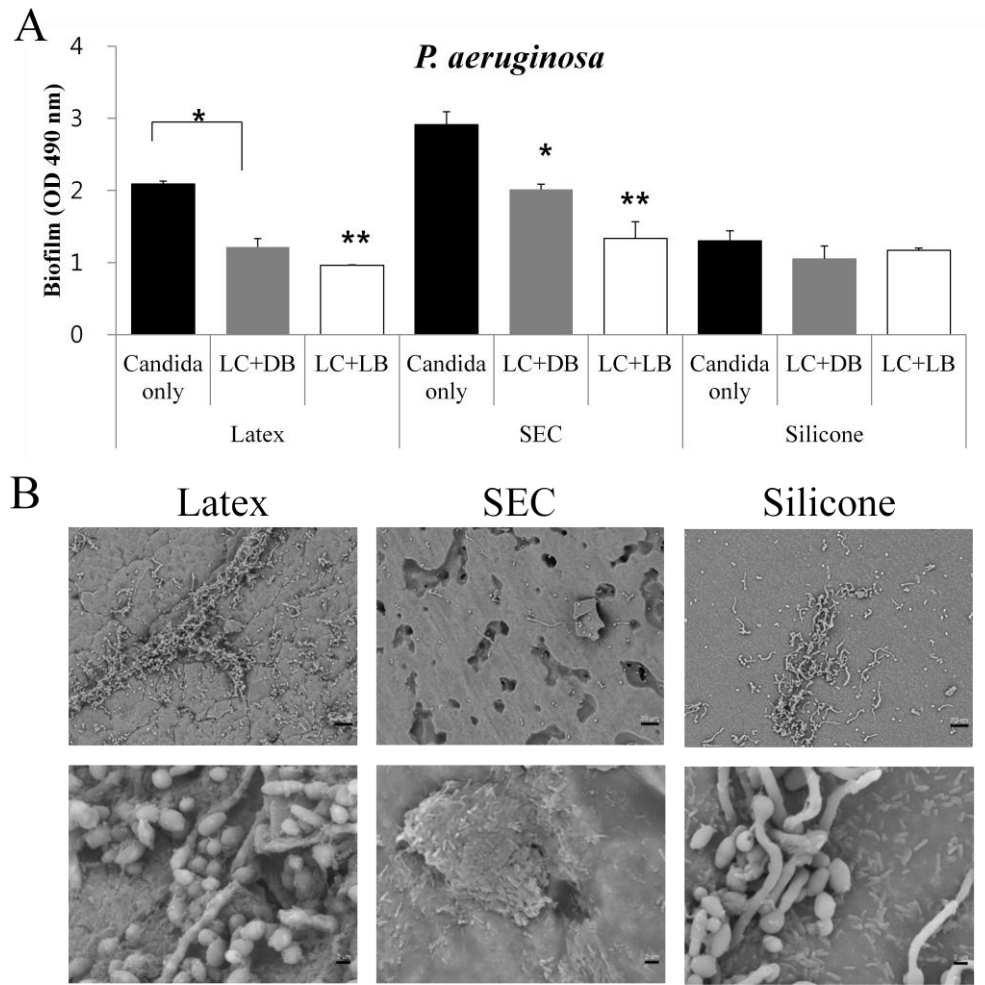 A
P. aeruginosa
Biofilm (OD 490 nm)
4
3
2
1
0
*
**
*
**
Candida only
LC+DB
LC+LB
Candida only
LC+DB
LC+LB
Candida only
LC+DB
LC+LB
Latex
SEC
Silicone
B
Latex
SEC
Silicone